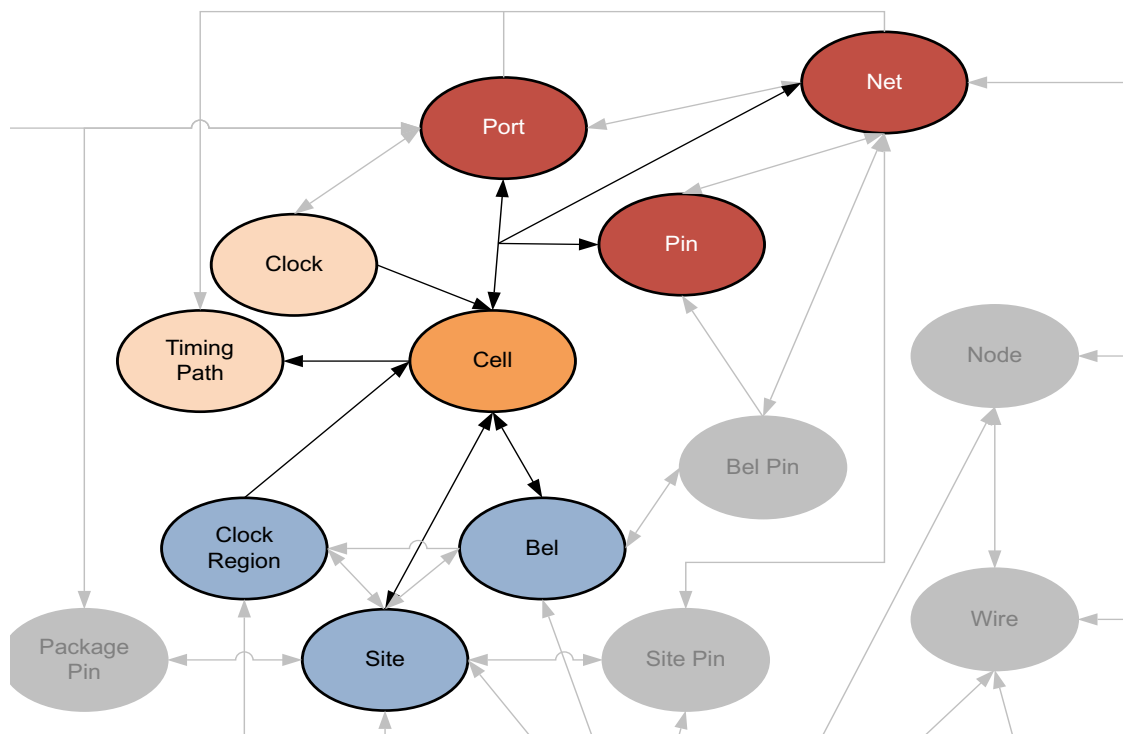 Net
Port
Pin
Clock
Timing
Path
Cell
Node
Bel Pin
Clock
Region
Bel
Wire
Package
Pin
Site
Site Pin